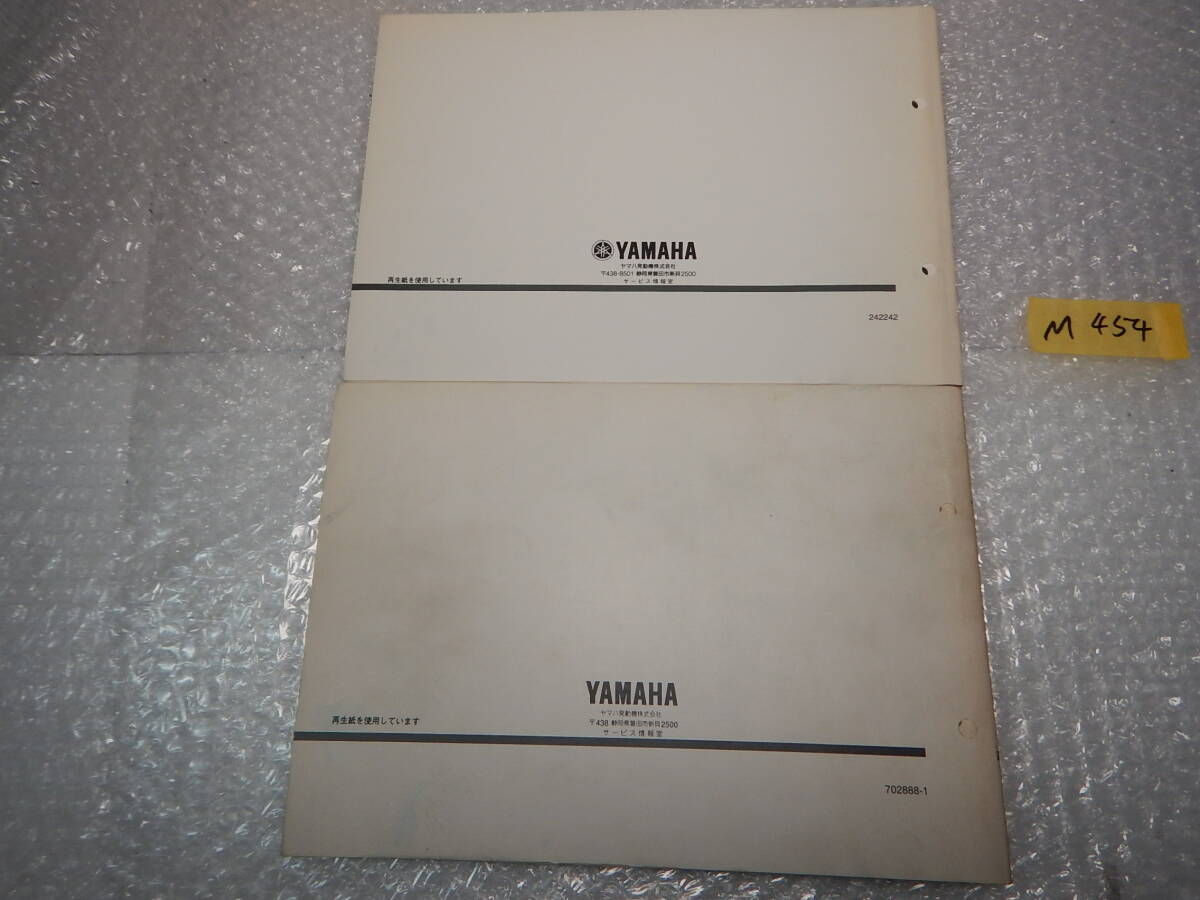 YAMAHA
ヤマハ発動機株式会社
〒438-8501 静岡県磐田市新貝2500
サービス情報室
再生紙を使用しています
242242
M 454
YAMAHA
ヤマハ発動機株式会社
〒438 静岡県磐田市新貝2500
サービス情報室
再生紙を使用しています
702888-1